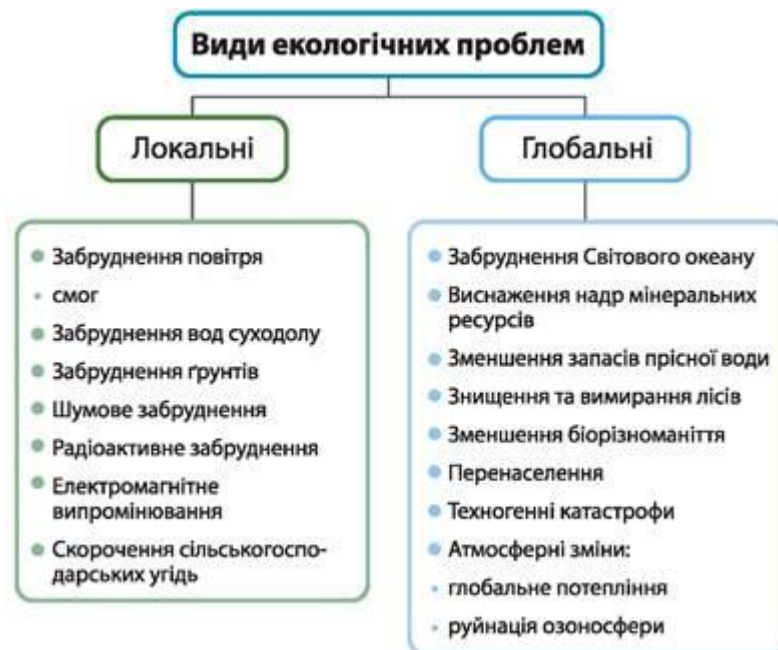 Види екологічних проблем
Локальні
Глобальні
Забруднення повітря
смог
Забруднення вод суходолу
Забруднення ґрунтів
Шумове забруднення
Радіоактивне забруднення
Електромагнітне
випромінювання
Скорочення сільськогоспо-
дарських угідь
Забруднення Світового океану
Виснаження надр мінеральних
ресурсів
Зменшення запасів прісної води
Знищення та вимирання лісів
Зменшення біорізноманіття
Перенаселення
Техногенні катастрофи
Атмосферні зміни:
глобальне потепління
руйнація озоносфери